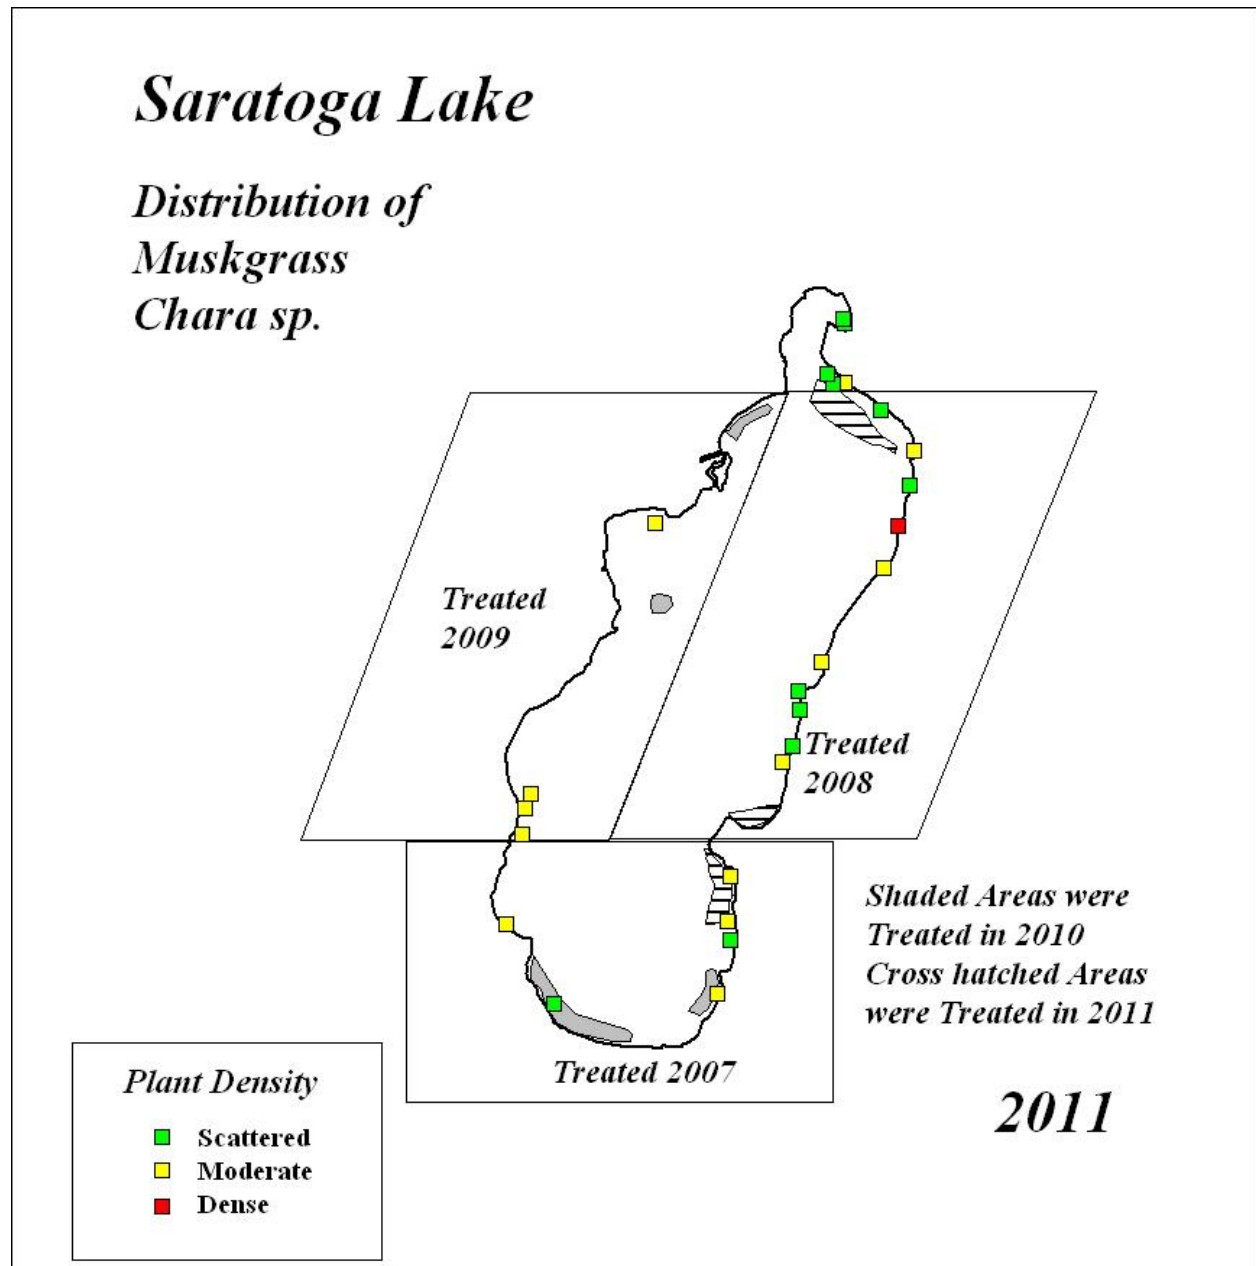 Saratoga Lake
Distribution of
Muskgrass
Chara sp.
Treated
2009
Treated
2008
Shaded Areas were
Treated in 2010
Cross hatched Areas
were Treated in 2011
Treated 2007
2011
Plant Density
Scattered
Moderate
Dense